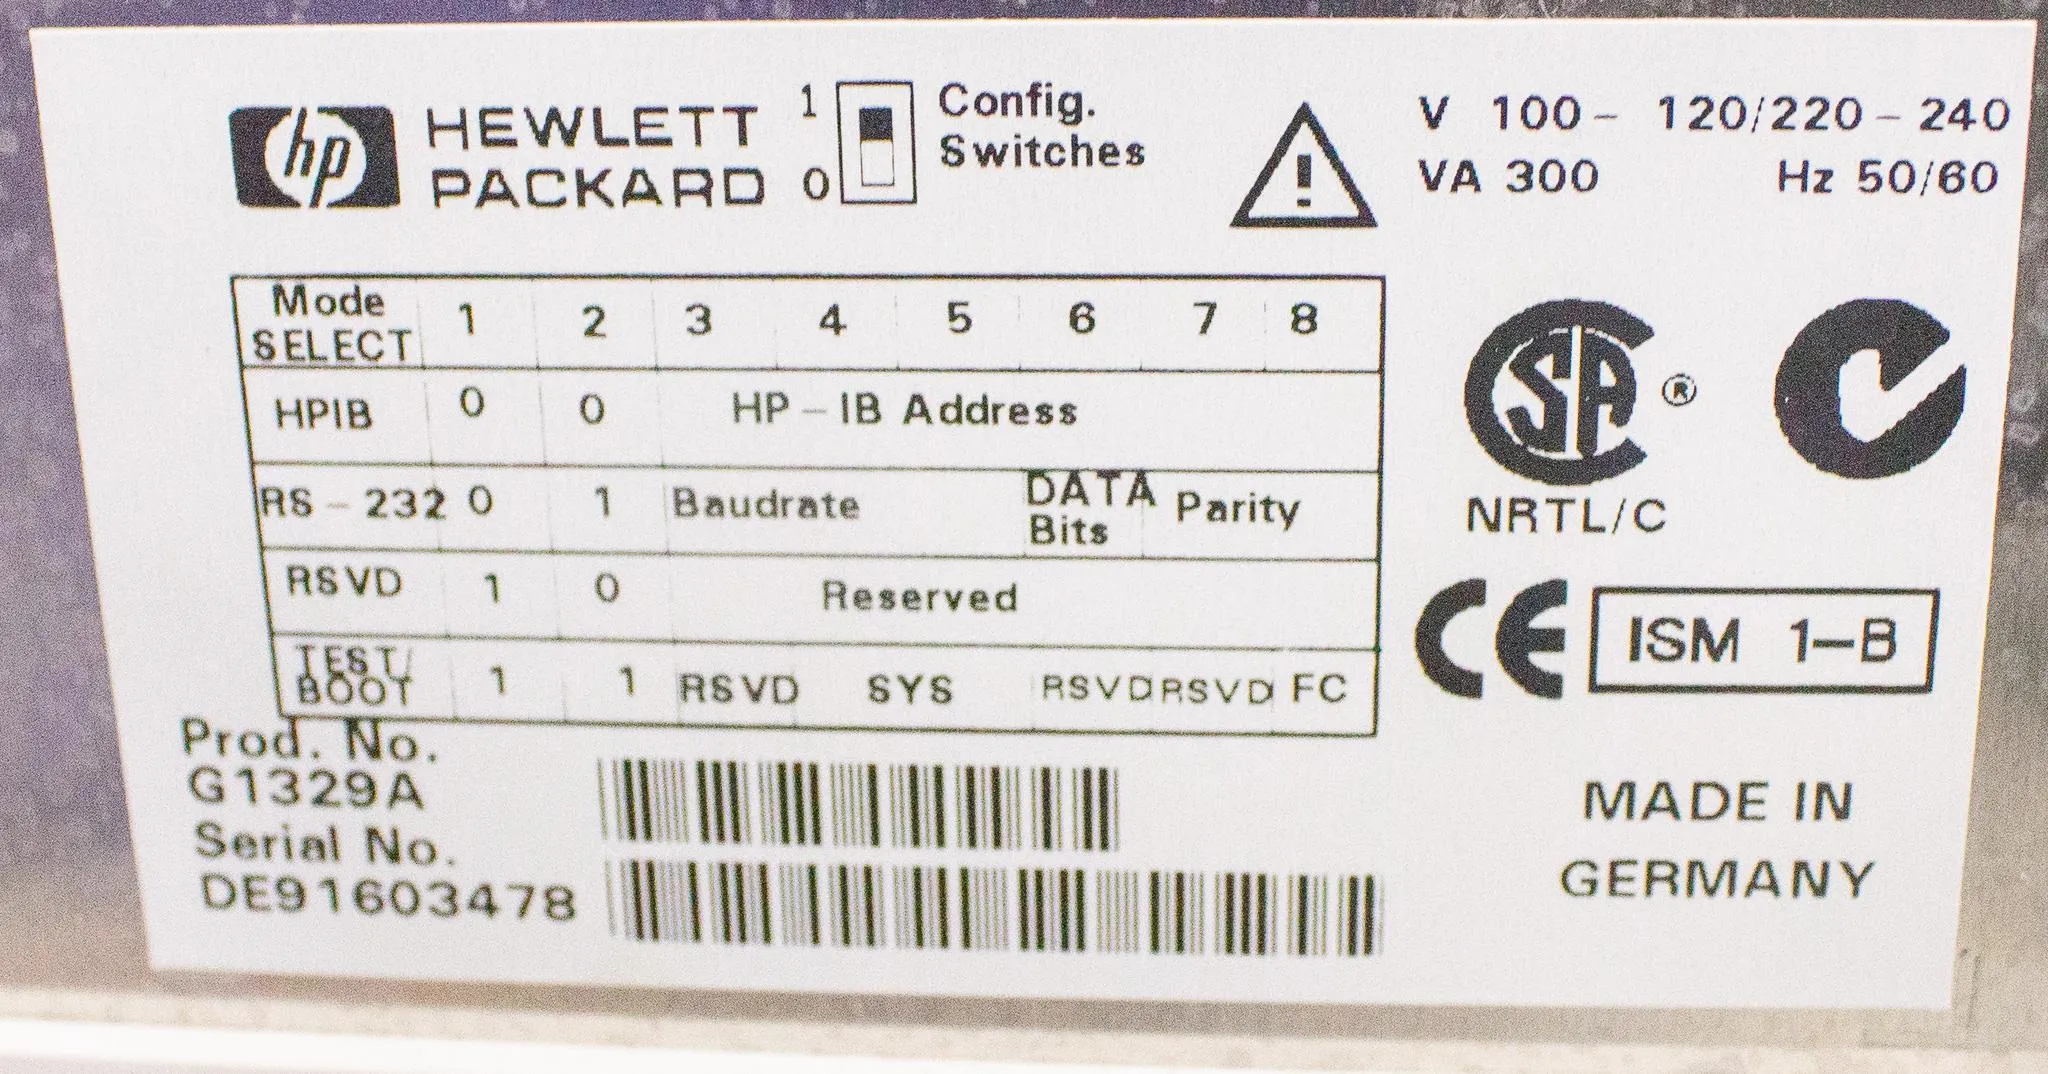 hp HEWLETT PACKARD
1
0
Config.
Switches
V 100- 120/220-240
VA 300 Hz 50/60
Mode SELECT 1 2 3 4 5 6 7 8
HPIB 0 0 HP-IB Address
RS-232 0 1 Baudrate DATA Bits Parity
RSVD 1 0 Reserved
TEST/BOOT 1 1 RSVD SYS RSVD RSVD FC
CSA ®
NRTL/C
CE ISM 1-B
Prod. No.
G1329A
Serial No.
DE91603478
MADE IN
GERMANY